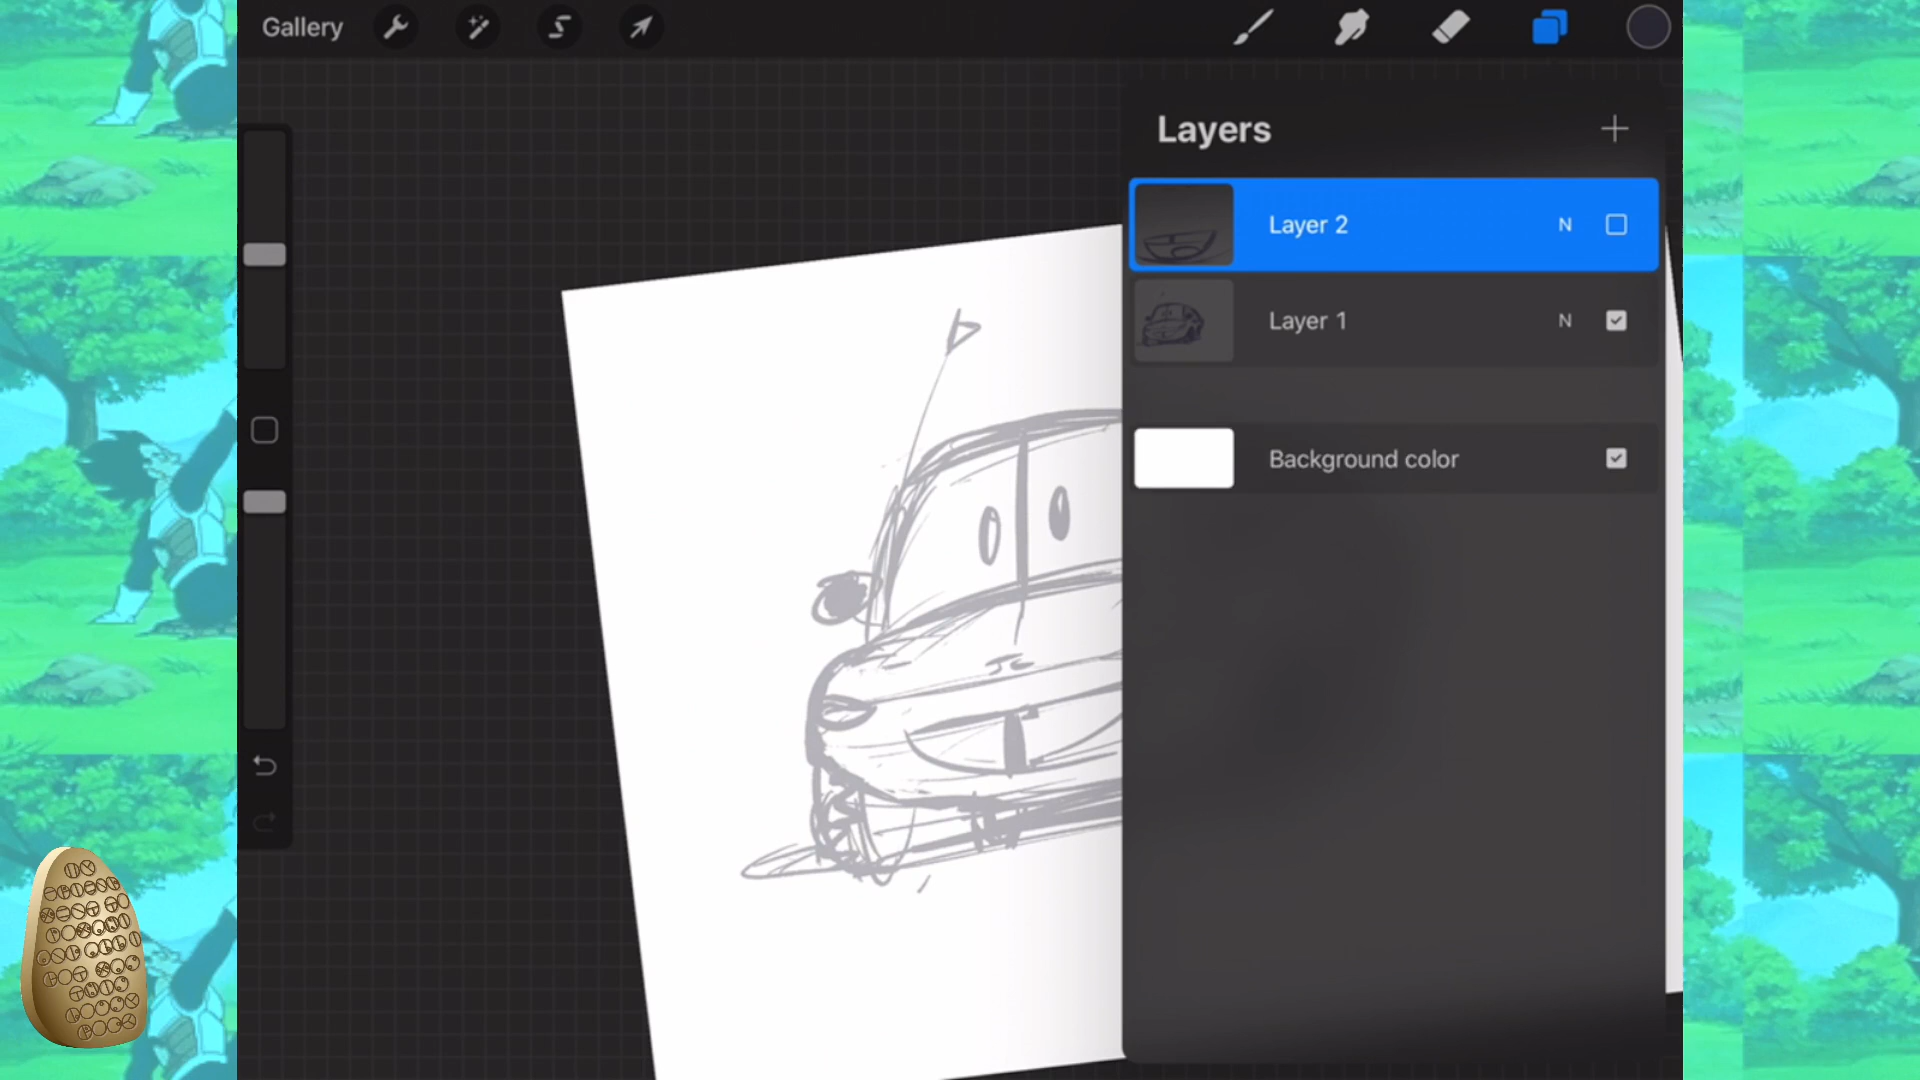 Gallery
Layers
Layer 2 N
Layer 1 N
Background color